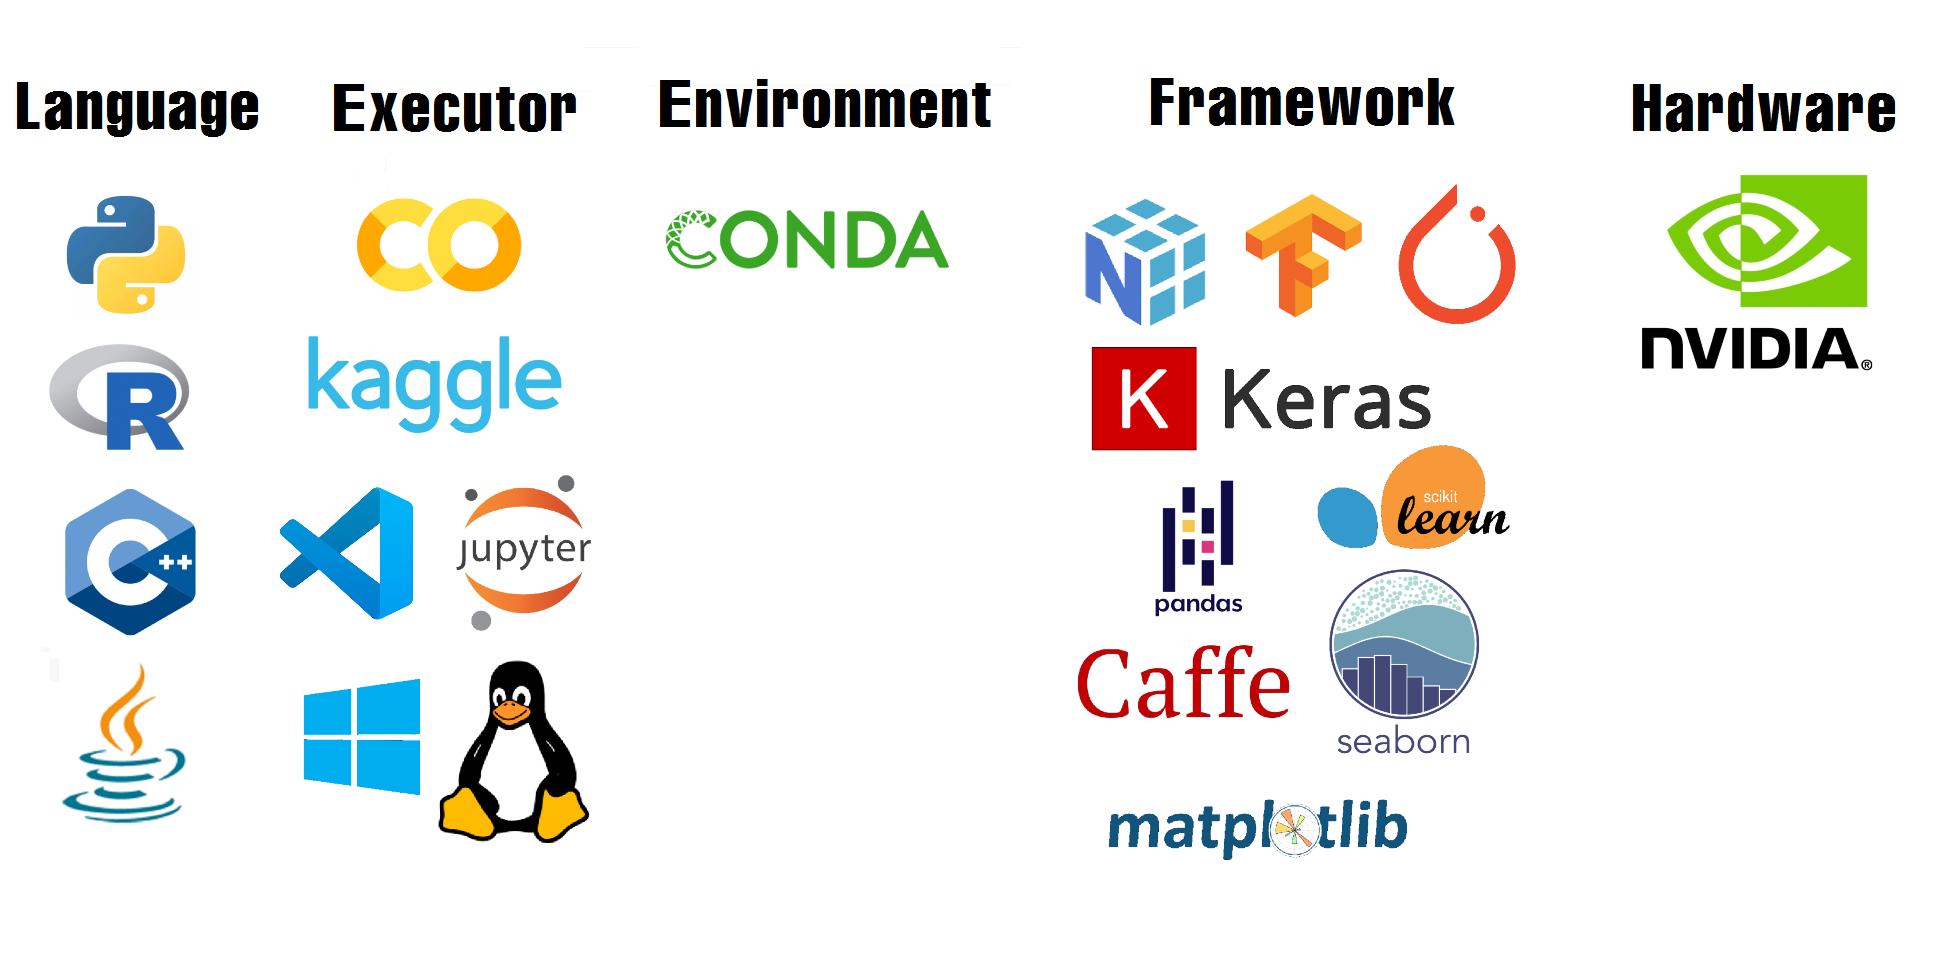 Language
Executor
Environment
Framework
Hardware
CO
CONDA
N
NVIDIA®
kaggle
K Keras
R
scikit
learn
C++
jupyter
pandas
Caffe
seaborn
matplotlib